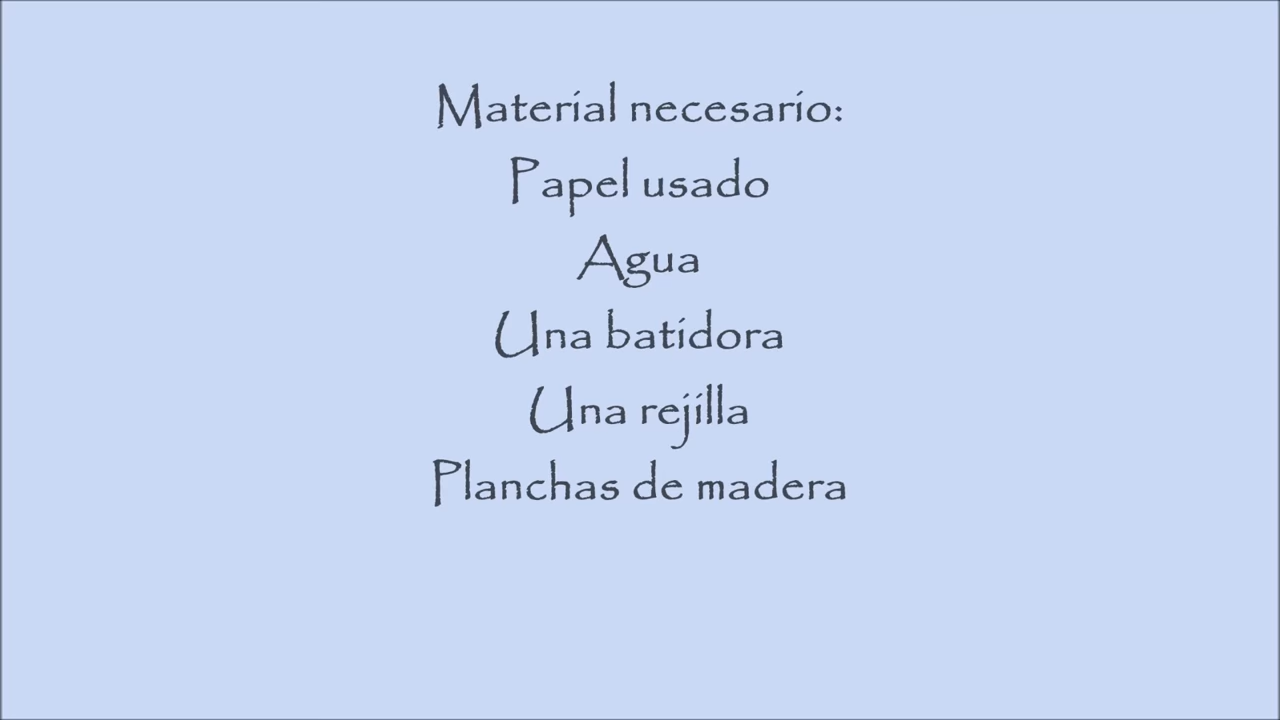 Material necesario:
Papel usado
Agua
Una batidora
Una rejilla
Planchas de madera